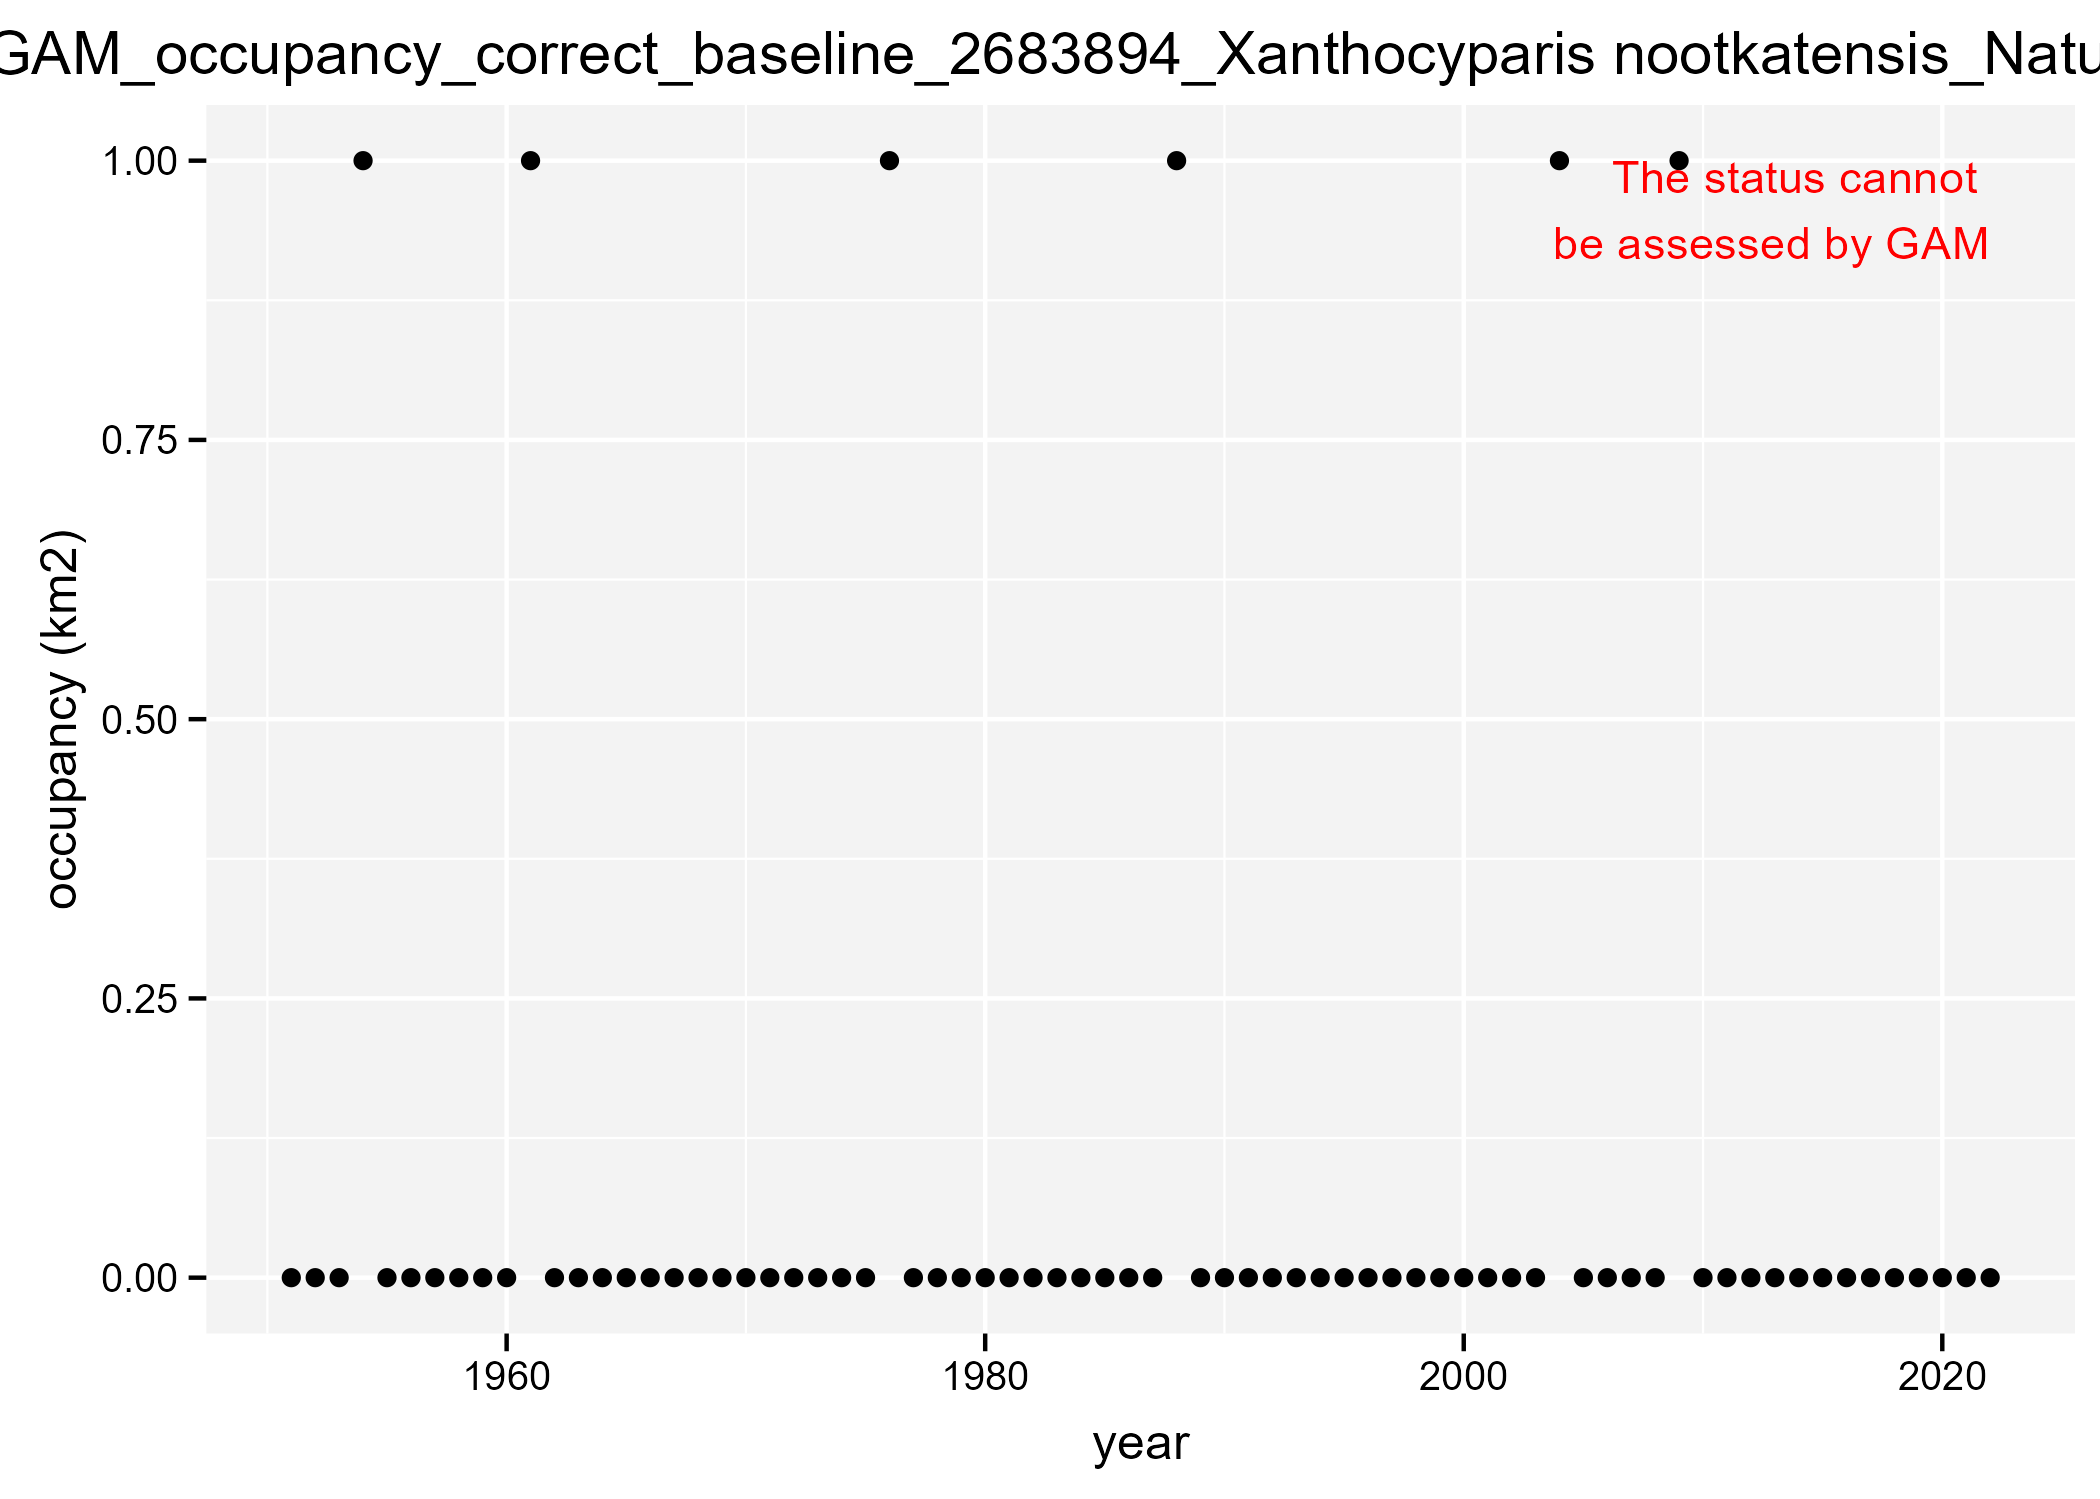 GAM_occupancy_correct_baseline_2683894_Xanthocyparis nootkatensis_Natu
1.00
The status cannot
be assessed by GAM
0.75
occupancy (km2)
0.50
0.25
0.00
1960 1980 2000 2020
year